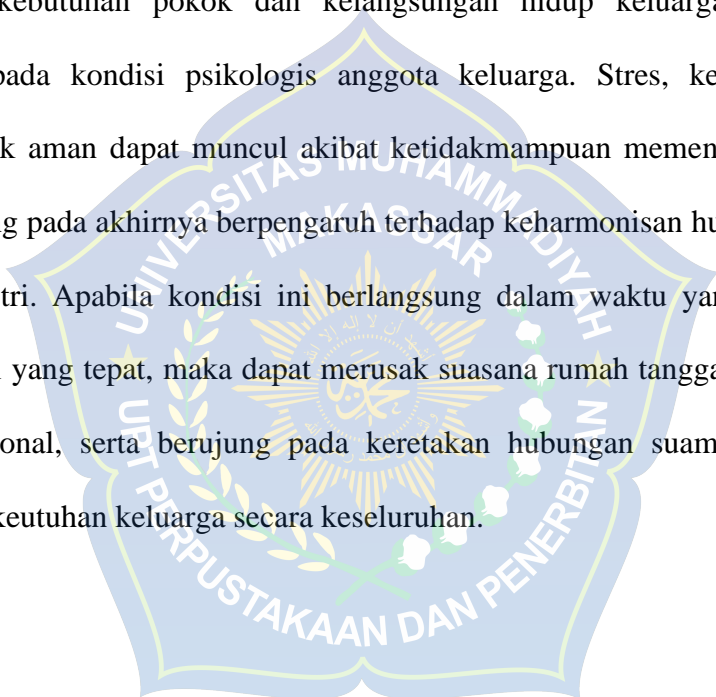 kebutuhan pokok dan kelangsungan hidup keluarga
pada kondisi psikologis anggota keluarga. Stres, ke
k aman dapat muncul akibat ketidakmampuan memen
g pada akhirnya berpengaruh terhadap keharmonisan hu
tri. Apabila kondisi ini berlangsung dalam waktu yan
yang tepat, maka dapat merusak suasana rumah tangga
onal, serta berujung pada keretakan hubungan suam
keutuhan keluarga secara keseluruhan.
UNIVERSITAS MUHAMMADIYAH
MAKASSAR
UPT PERPUSTAKAAN DAN PENERBITAN